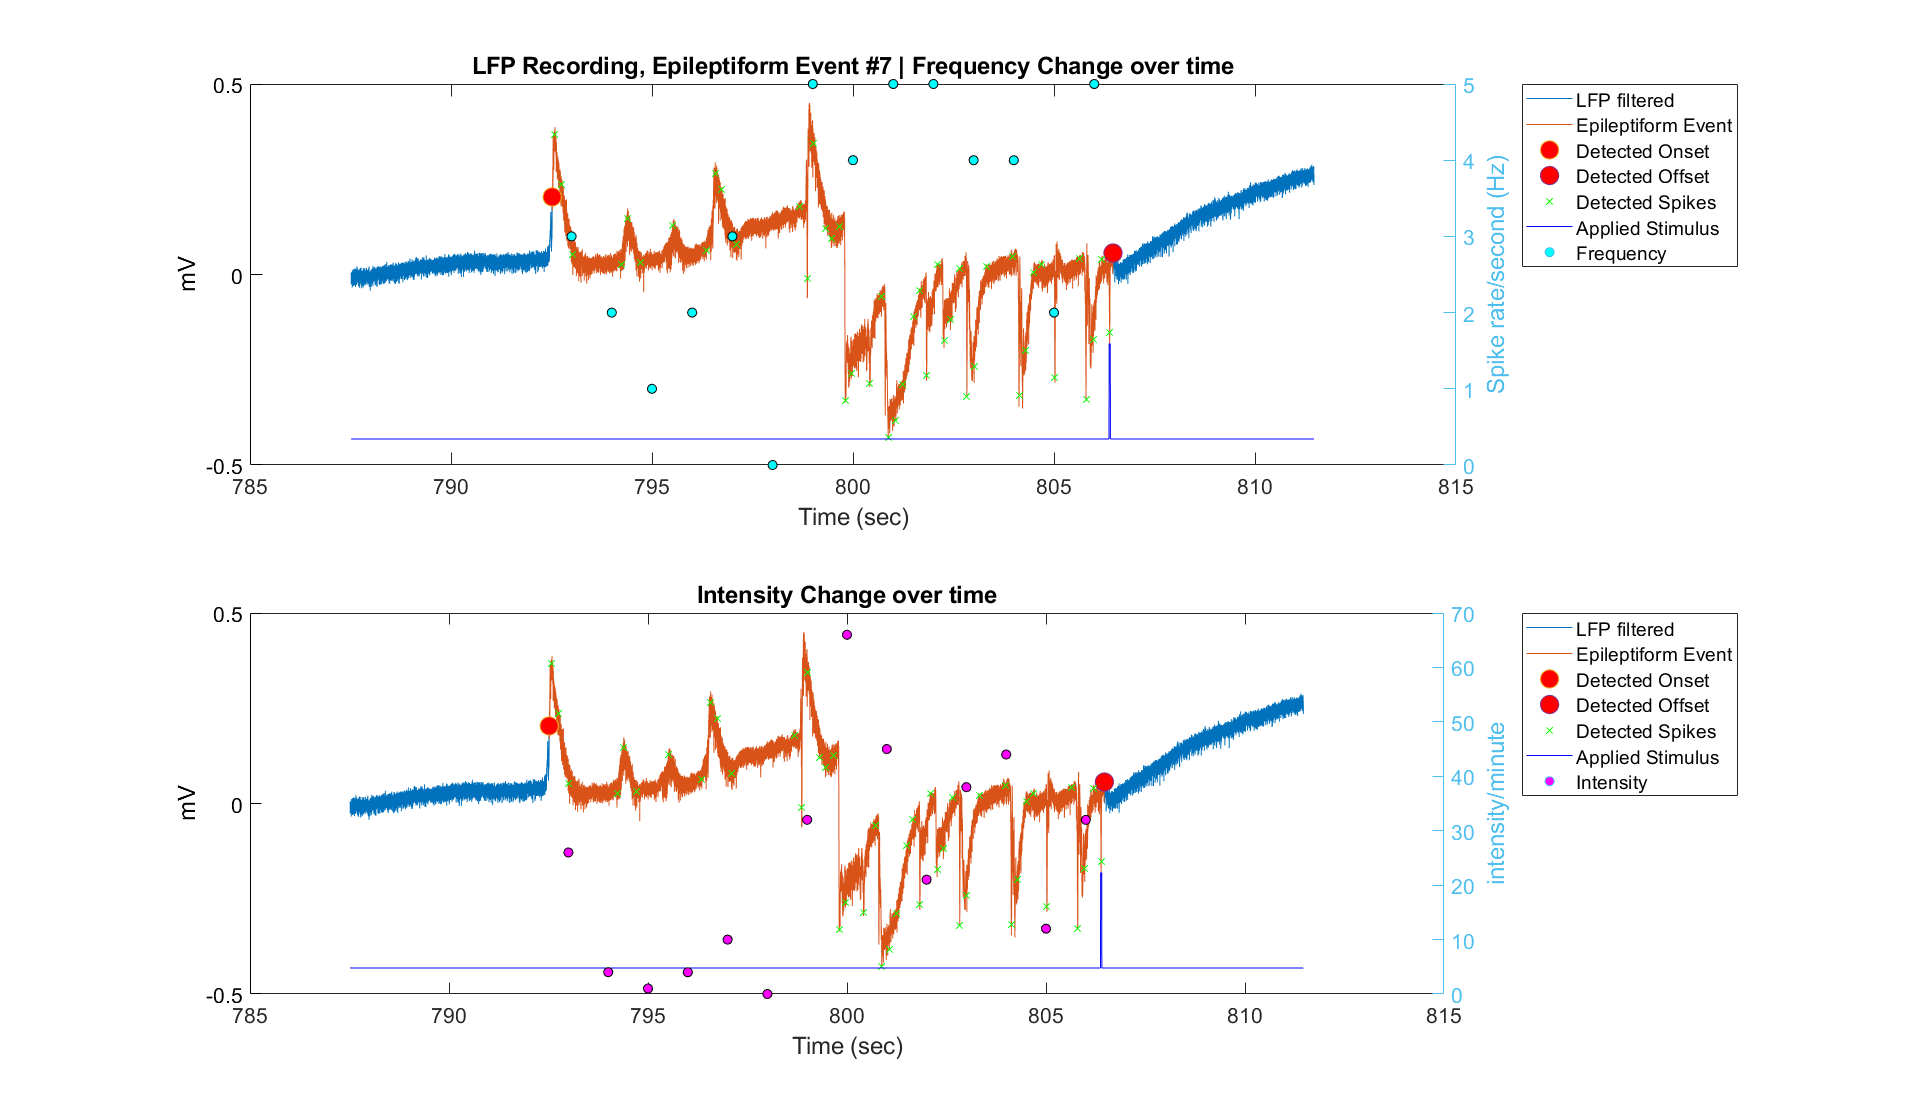 LFP Recording, Epileptiform Event #7 | Frequency Change over time
0.5
0
-0.5
mV
785
790
795
800
805
810
815
Time (sec)
5
4
3
2
1
0
Spike rate/second (Hz)
LFP filtered
Epileptiform Event
Detected Onset
Detected Offset
Detected Spikes
Applied Stimulus
Frequency
Intensity Change over time
0.5
0
-0.5
mV
785
790
795
800
805
810
815
Time (sec)
70
60
50
40
30
20
10
0
intensity/minute
LFP filtered
Epileptiform Event
Detected Onset
Detected Offset
Detected Spikes
Applied Stimulus
Intensity